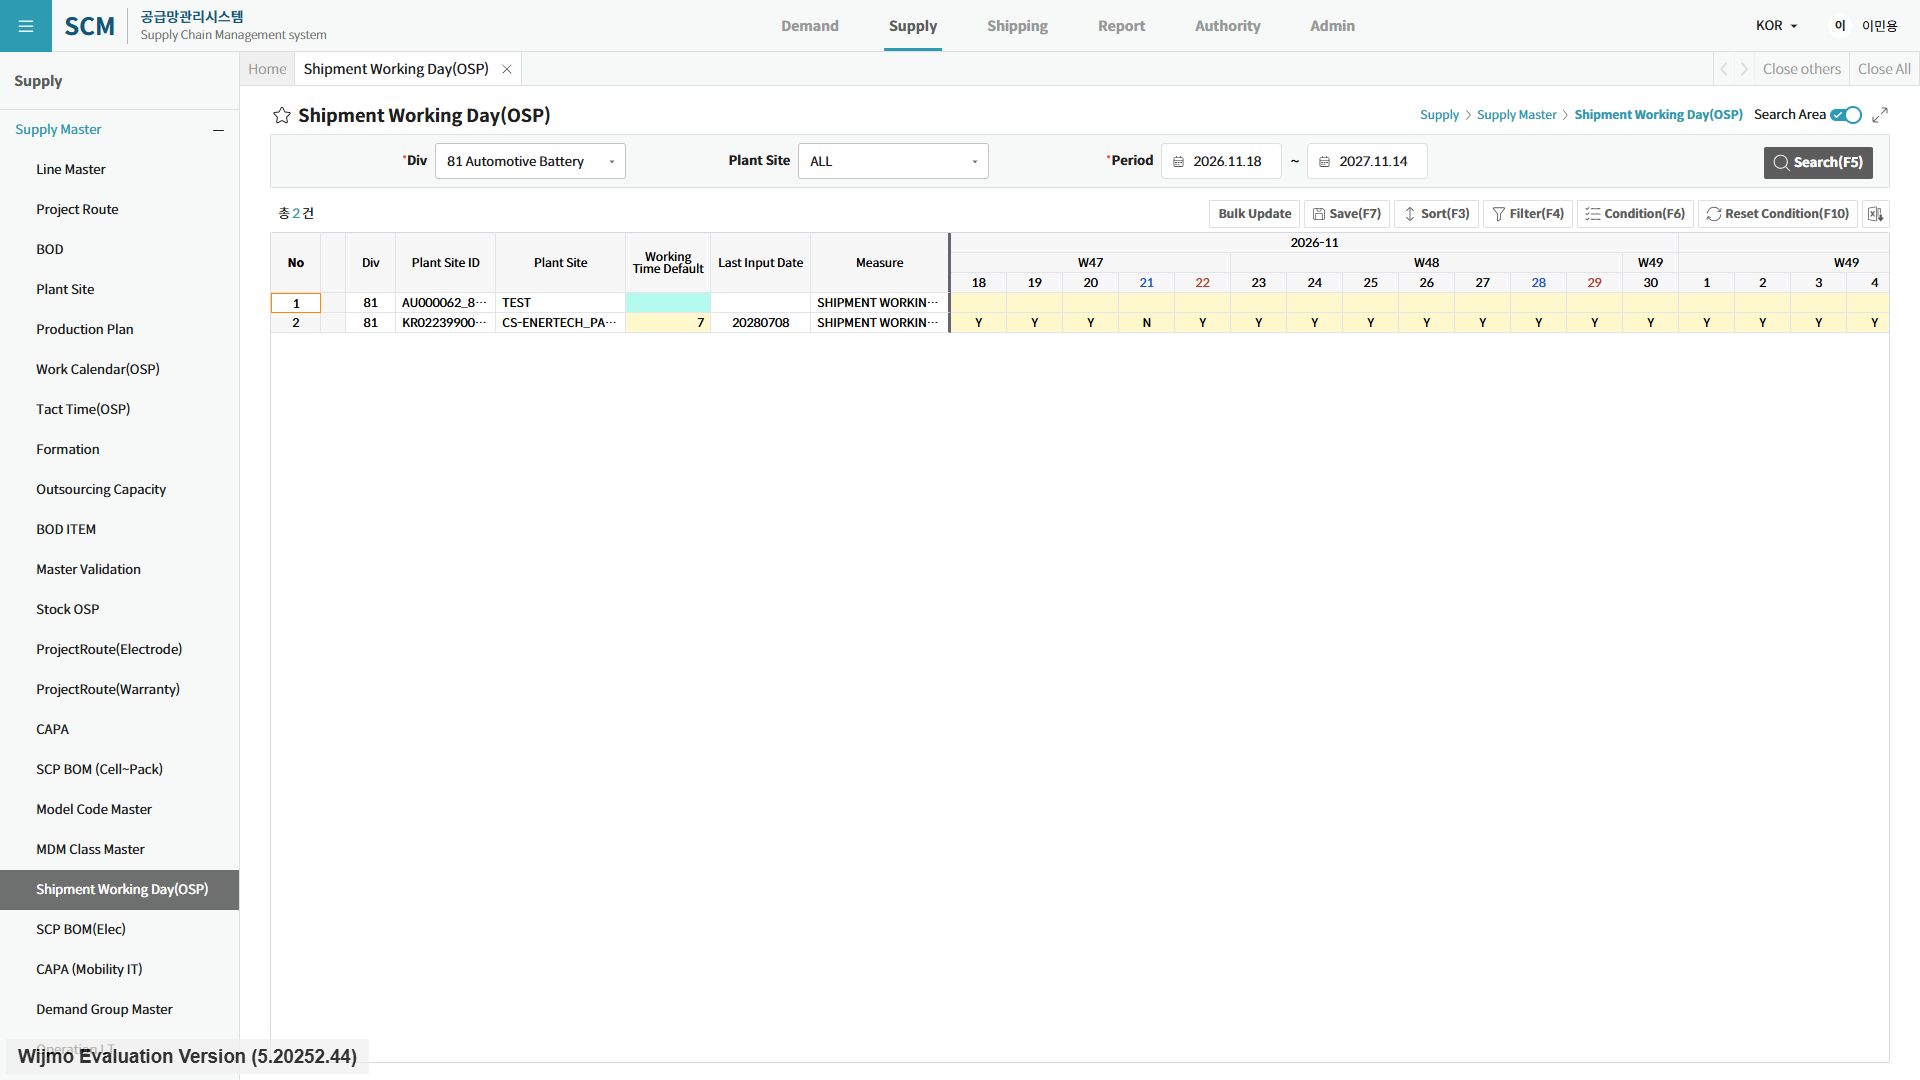 SCM
공급망관리시스템
Supply Chain Management system
Demand
Supply
Shipping
Report
Authority
Admin
KOR
이
이민용
Supply
Home
Shipment Working Day(OSP)
Close others
Close All
Supply Master
Line Master
Project Route
BOD
Plant Site
Production Plan
Work Calendar(OSP)
Tact Time(OSP)
Formation
Outsourcing Capacity
BOD ITEM
Master Validation
Stock OSP
ProjectRoute(Electrode)
ProjectRoute(Warranty)
CAPA
SCP BOM (Cell~Pack)
Model Code Master
MDM Class Master
Shipment Working Day(OSP)
SCP BOM(Elec)
CAPA (Mobility IT)
Demand Group Master
Operation LT
Wijmo Evaluation Version (5.20252.44)
Shipment Working Day(OSP)
Supply > Supply Master > Shipment Working Day(OSP)
Search Area
*Div 81 Automotive Battery
Plant Site ALL
*Period 2026.11.18 ~ 2027.11.14
Search(F5)
총 2 건
Bulk Update
Save(F7)
Sort(F3)
Filter(F4)
Condition(F6)
Reset Condition(F10)
No Div Plant Site ID Plant Site Working Time Default Last Input Date Measure
2026-11
W47 W48 W49 W49
18 19 20 21 22 23 24 25 26 27 28 29 30 1 2 3 4
1 81 AU000062_8··· TEST SHIPMENT WORKIN···
2 81 KR02239900··· CS-ENERTECH_PA··· 7 20280708 SHIPMENT WORKIN··· Y Y Y N Y Y Y Y Y Y Y Y Y Y Y Y Y